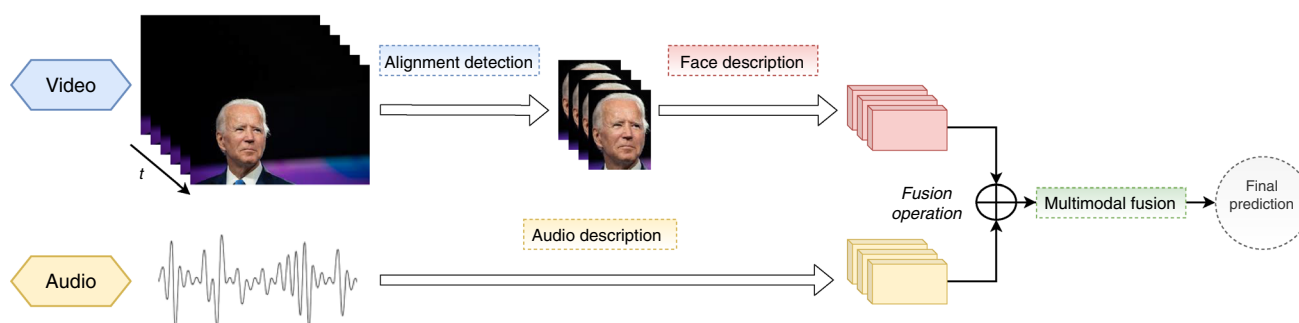 Video
Alignment detection
Face description
t
Fusion
operation
Multimodal fusion
Final
prediction
Audio description
Audio